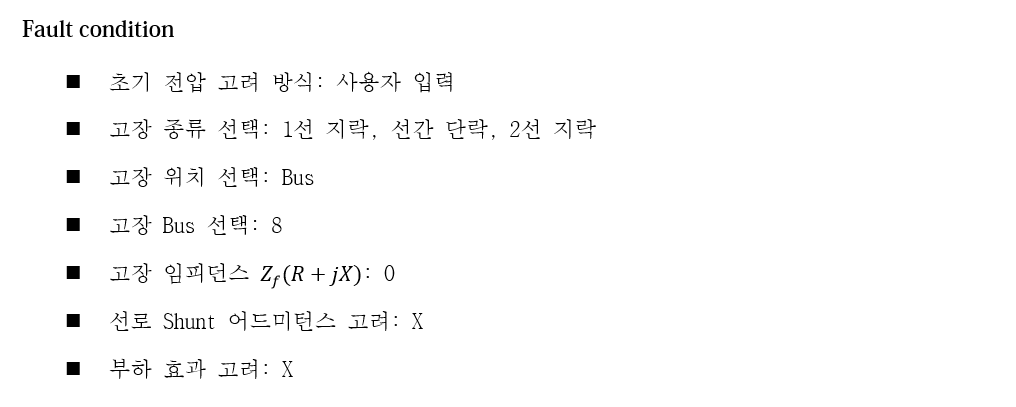 Fault condition
■ 초기 전압 고려 방식: 사용자 입력
■ 고장 종류 선택: 1선 지락, 선간 단락, 2선 지락
■ 고장 위치 선택: Bus
■ 고장 Bus 선택: 8
■ 고장 임피던스 Z_f(R + jX): 0
■ 선로 Shunt 어드미턴스 고려: X
■ 부하 효과 고려: X